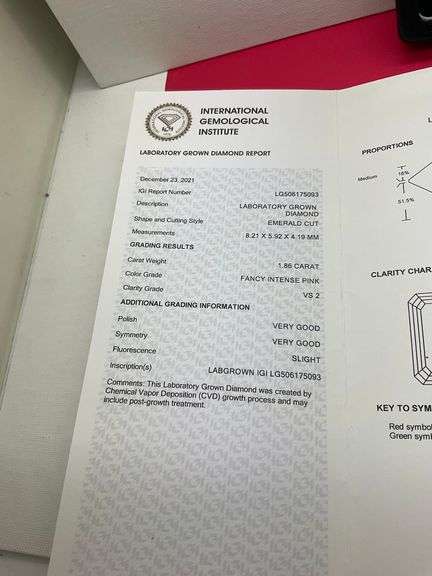 INTERNATIONAL
GEMOLOGICAL
INSTITUTE
LABORATORY GROWN DIAMOND REPORT
December 23, 2021
IGI Report Number LG506175093
Description LABORATORY GROWN
DIAMOND
Shape and Cutting Style EMERALD CUT
Measurements 8.21 X 5.92 X 4.19 MM
GRADING RESULTS
Carat Weight 1.86 CARAT
Color Grade FANCY INTENSE PINK
Clarity Grade VS 2
ADDITIONAL GRADING INFORMATION
Polish VERY GOOD
Symmetry VERY GOOD
Fluorescence SLIGHT
Inscription(s) LABGROWN IGI LG506175093
Comments: This Laboratory Grown Diamond was created by
Chemical Vapor Deposition (CVD) growth process and may
include post-growth treatment.
PROPORTIONS
Medium
16%
51.5%
CLARITY CHAR
KEY TO SYM
Red symbo
Green symb